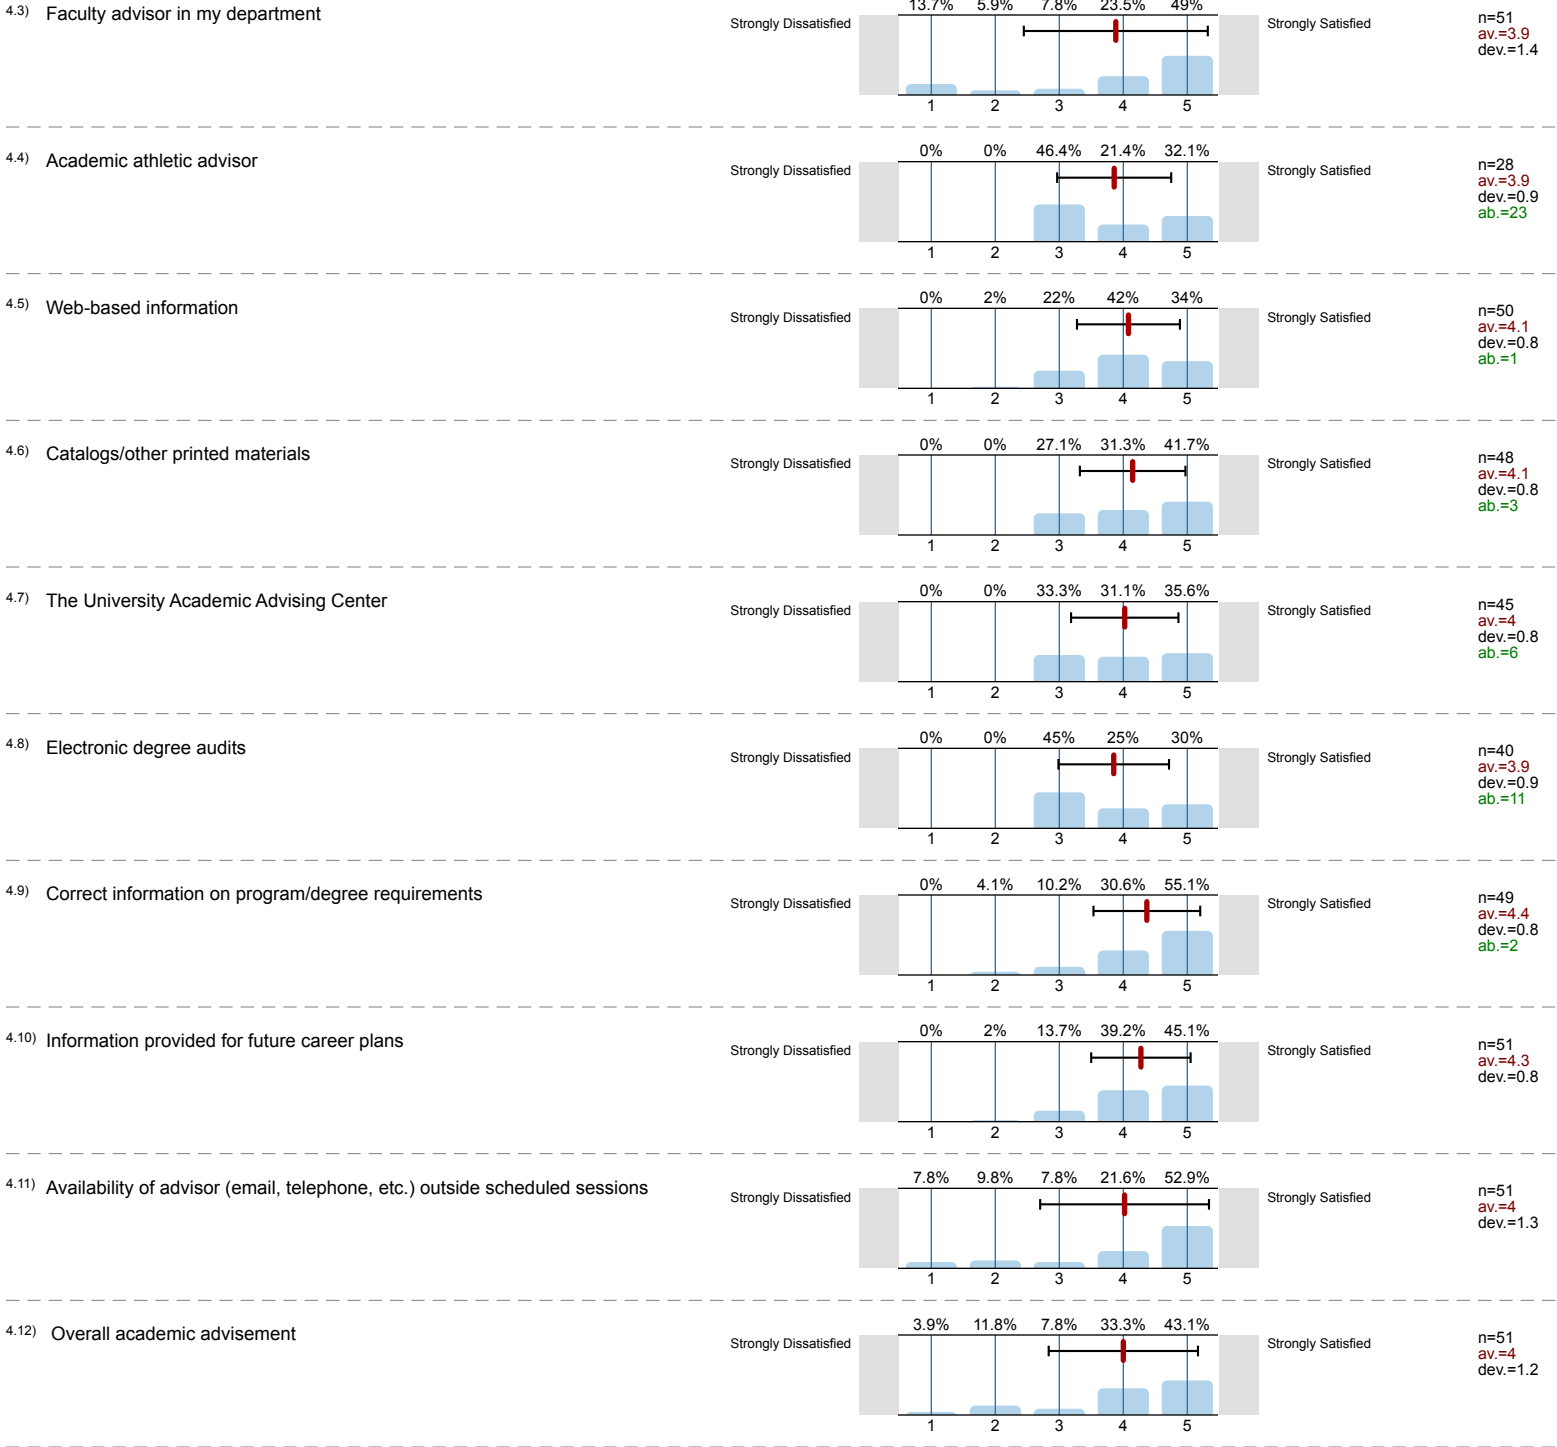 4.3) Faculty advisor in my department
13.7% 5.9% 7.8% 23.5% 49%
Strongly Dissatisfied Strongly Satisfied
n=51
av.=3.9
dev.=1.4
1 2 3 4 5
4.4) Academic athletic advisor
0% 0% 46.4% 21.4% 32.1%
Strongly Dissatisfied Strongly Satisfied
n=28
av.=3.9
dev.=0.9
ab.=23
1 2 3 4 5
4.5) Web-based information
0% 2% 22% 42% 34%
Strongly Dissatisfied Strongly Satisfied
n=50
av.=4.1
dev.=0.8
ab.=1
1 2 3 4 5
4.6) Catalogs/other printed materials
0% 0% 27.1% 31.3% 41.7%
Strongly Dissatisfied Strongly Satisfied
n=48
av.=4.1
dev.=0.8
ab.=3
1 2 3 4 5
4.7) The University Academic Advising Center
0% 0% 33.3% 31.1% 35.6%
Strongly Dissatisfied Strongly Satisfied
n=45
av.=4
dev.=0.8
ab.=6
1 2 3 4 5
4.8) Electronic degree audits
0% 0% 45% 25% 30%
Strongly Dissatisfied Strongly Satisfied
n=40
av.=3.9
dev.=0.9
ab.=11
1 2 3 4 5
4.9) Correct information on program/degree requirements
0% 4.1% 10.2% 30.6% 55.1%
Strongly Dissatisfied Strongly Satisfied
n=49
av.=4.4
dev.=0.8
ab.=2
1 2 3 4 5
4.10) Information provided for future career plans
0% 2% 13.7% 39.2% 45.1%
Strongly Dissatisfied Strongly Satisfied
n=51
av.=4.3
dev.=0.8
1 2 3 4 5
4.11) Availability of advisor (email, telephone, etc.) outside scheduled sessions
7.8% 9.8% 7.8% 21.6% 52.9%
Strongly Dissatisfied Strongly Satisfied
n=51
av.=4
dev.=1.3
1 2 3 4 5
4.12) Overall academic advisement
3.9% 11.8% 7.8% 33.3% 43.1%
Strongly Dissatisfied Strongly Satisfied
n=51
av.=4
dev.=1.2
1 2 3 4 5